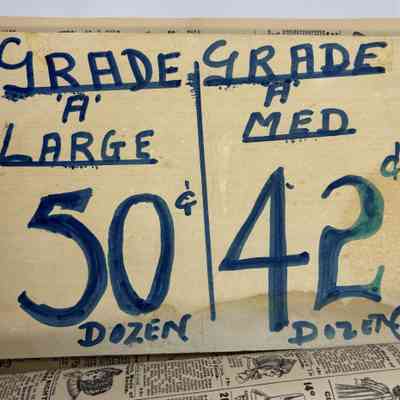 GRADE
"A"
LARGE
50¢
DOZEN
GRADE
"A"
MED
42¢
DOZEN